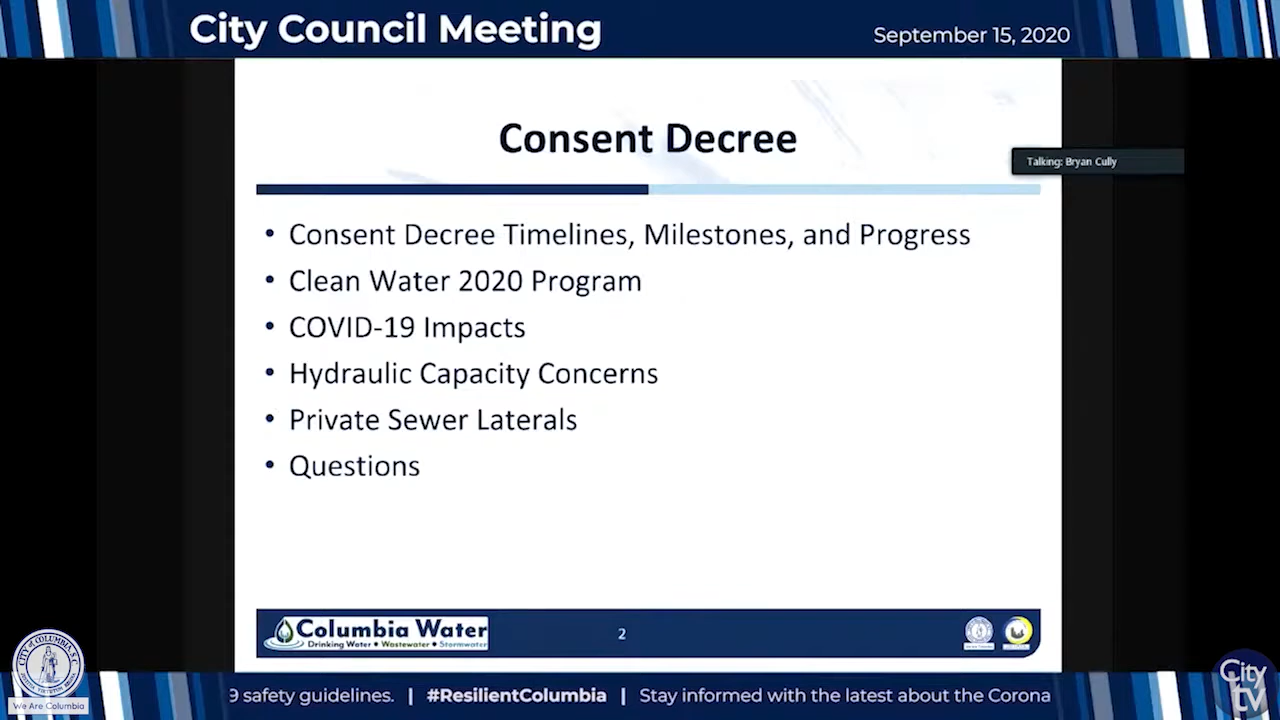 City Council Meeting
September 15, 2020
Consent Decree
Talking: Bryan Cully
• Consent Decree Timelines, Milestones, and Progress
• Clean Water 2020 Program
• COVID-19 Impacts
• Hydraulic Capacity Concerns
• Private Sewer Laterals
• Questions
Columbia Water
Drinking Water • Wastewater • Stormwater
2
We Are Columbia
9 safety guidelines. | #ResilientColumbia | Stay informed with the latest about the Corona
City
tv